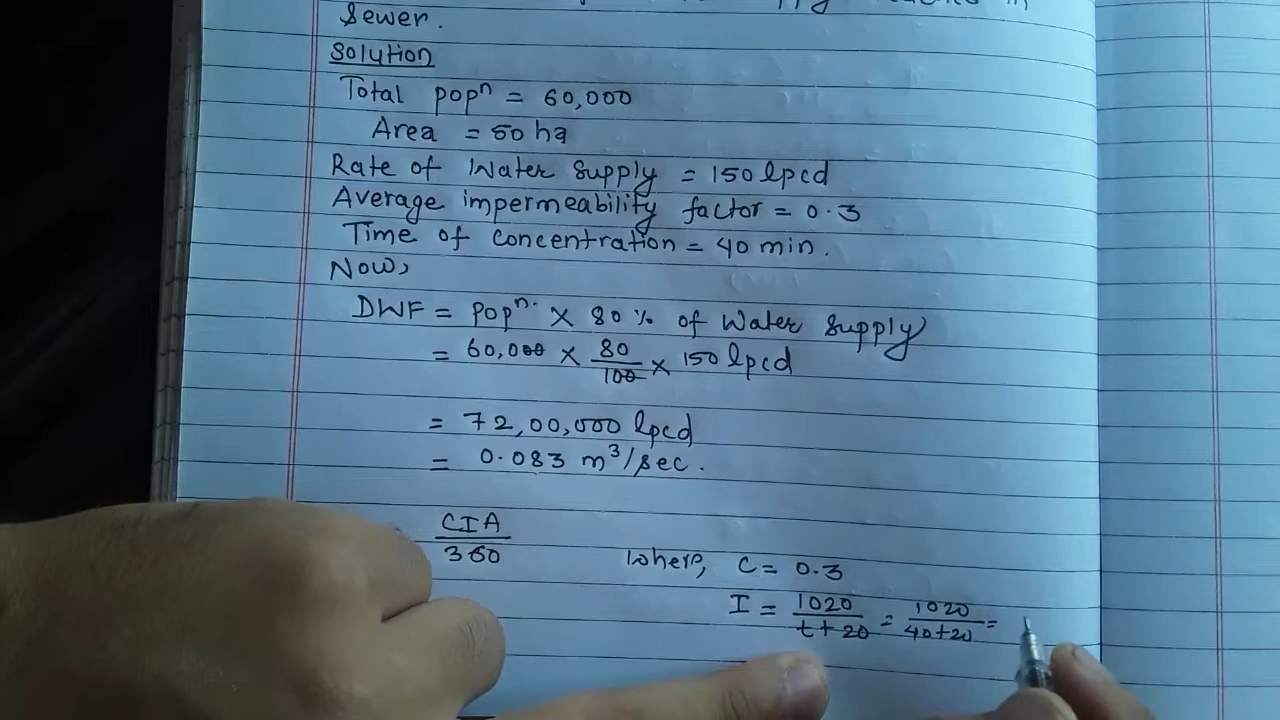 Sewer.
Solution
Total popⁿ = 60,000
Area = 50 ha
Rate of Water Supply = 150 lpcd
Average impermeability factor = 0.3
Time of concentration = 40 min.
Now,
DWF = popⁿ· × 80 % of Water Supply
= 60,000 × 80/100 × 150 lpcd
= 72,00,000 lpcd
= 0.083 m³/sec.
CIA/360 where, C = 0.3
I = 1020/t+20 = 1020/40+20 =